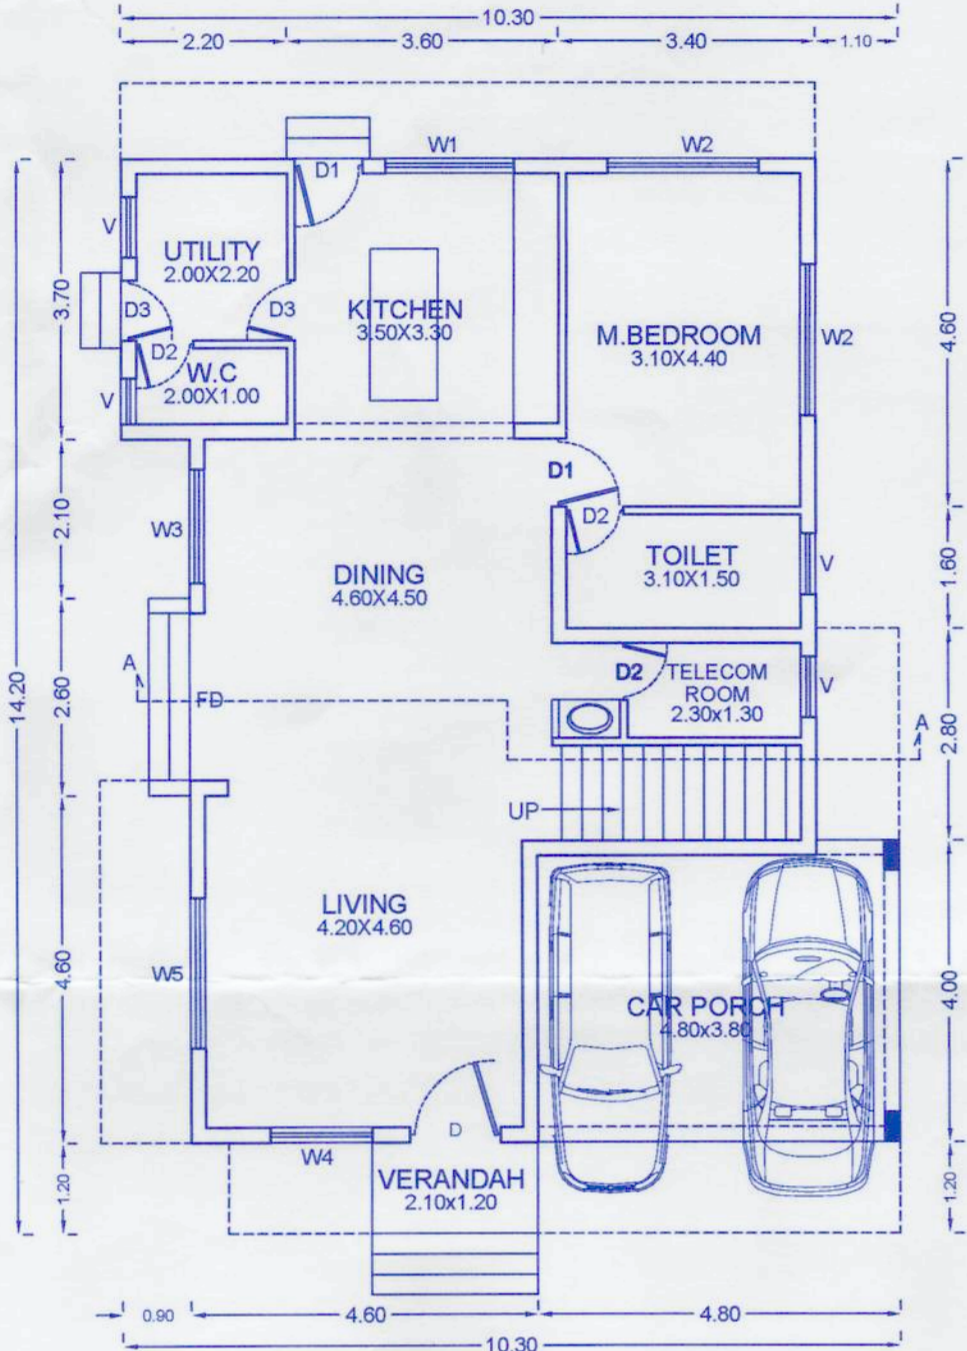 10.30
2.20
3.60
3.40
1.10
W1
W2
D1
V
UTILITY
2.00X2.20
D3
D3
KITCHEN
3.50X3.30
M.BEDROOM
3.10X4.40
W2
3.70
4.60
D2
W.C
2.00X1.00
V
D1
D2
W3
2.10
DINING
4.60X4.50
TOILET
3.10X1.50
V
1.60
14.20
2.60
A
FD
D2
TELECOM
ROOM
2.30x1.30
V
A
2.80
UP
LIVING
4.20X4.60
W5
4.60
CAR PORCH
4.80x3.80
4.00
D
W4
VERANDAH
2.10x1.20
1.20
1.20
0.90
4.60
4.80
10.30